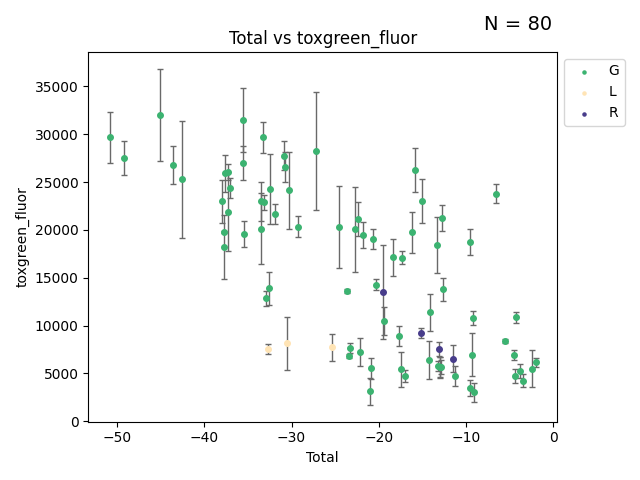 N = 80
Total vs toxgreen_fluor
G
L
R
toxgreen_fluor
35000
30000
25000
20000
15000
10000
5000
0
−50 −40 −30 −20 −10 0
Total